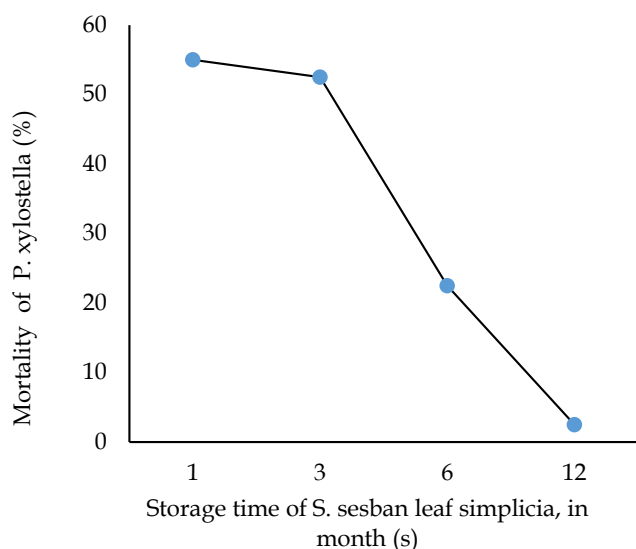 60
50
40
30
20
10
0
Mortality of P. xylostella (%)
1 3 6 12
Storage time of S. sesban leaf simplicia, in
month (s)